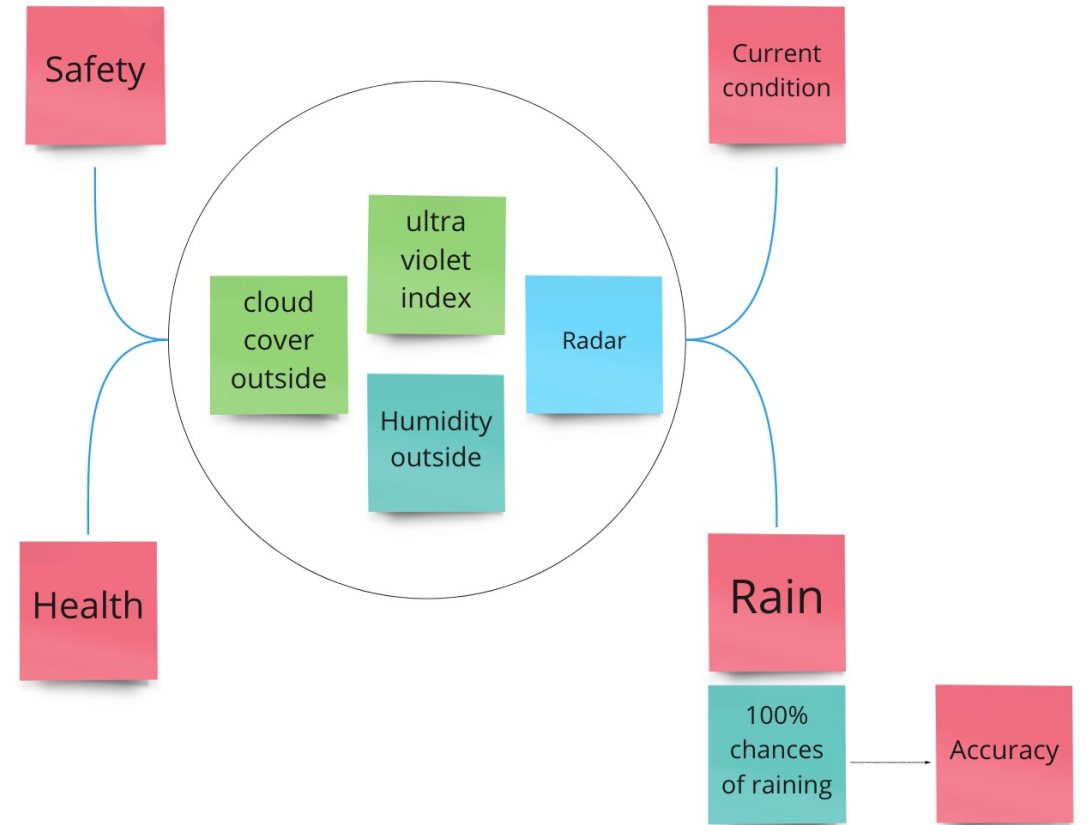 Safety
Current
condition
ultra
violet
index
cloud
cover
outside
Radar
Humidity
outside
Health
Rain
100%
chances
of raining
Accuracy